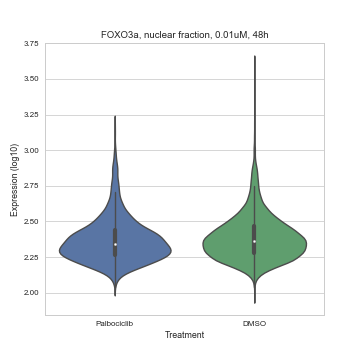 FOXO3a, nuclear fraction, 0.01uM, 48h
3.75
3.50
3.25
3.00
2.75
2.50
2.25
2.00
Expression (log10)
Palbociclib
DMSO
Treatment